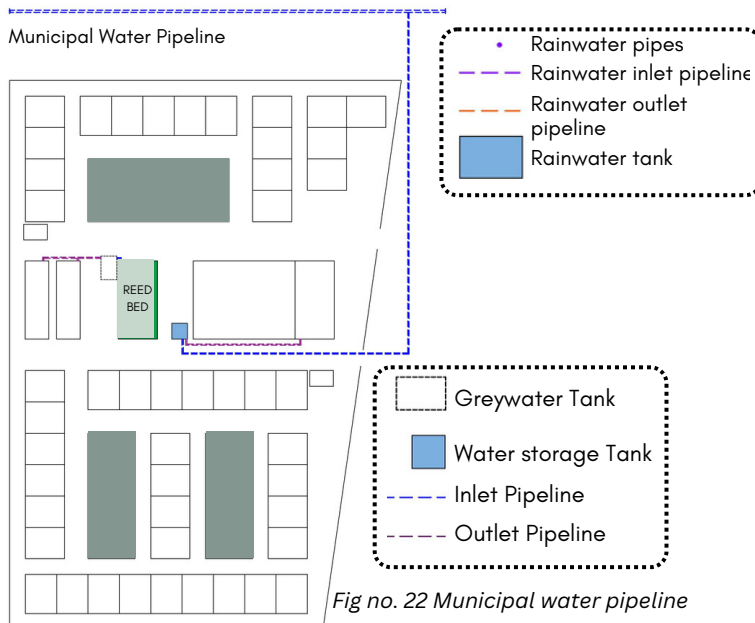 Municipal Water Pipeline
Rainwater pipes
Rainwater inlet pipeline
Rainwater outlet
pipeline
Rainwater tank
REED
BED
Greywater Tank
Water storage Tank
Inlet Pipeline
Outlet Pipeline
Fig no. 22 Municipal water pipeline